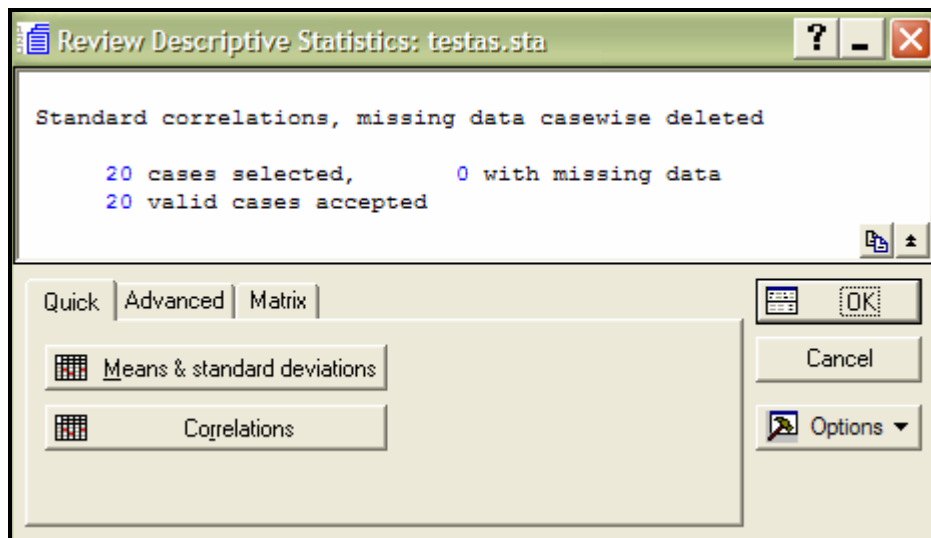 Review Descriptive Statistics: testas.sta
?
Standard correlations, missing data casewise deleted
20 cases selected, 0 with missing data
20 valid cases accepted
Quick Advanced Matrix
Means & standard deviations
Correlations
OK
Cancel
Options